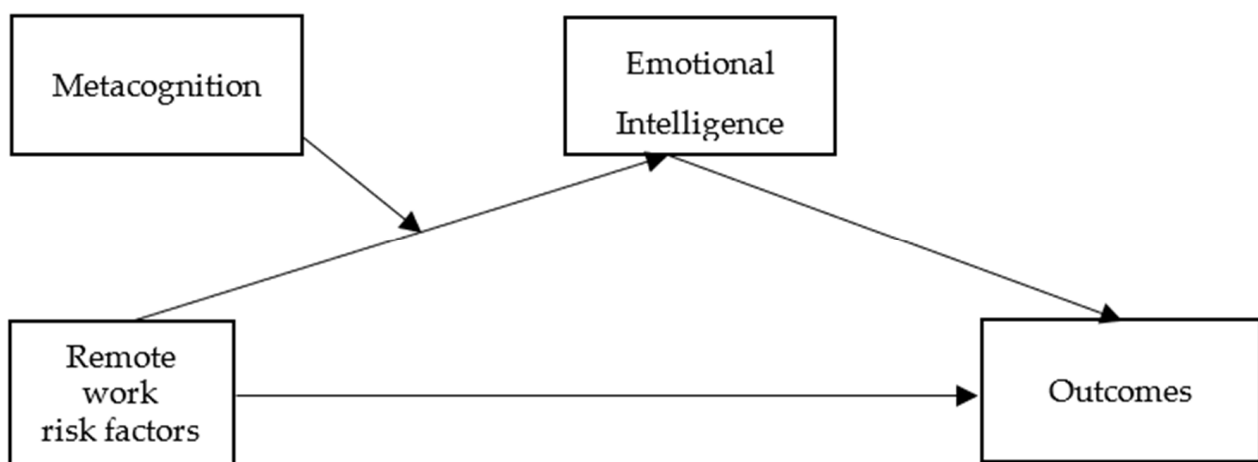 Metacognition
Emotional
Intelligence
Remote
work
risk factors
Outcomes